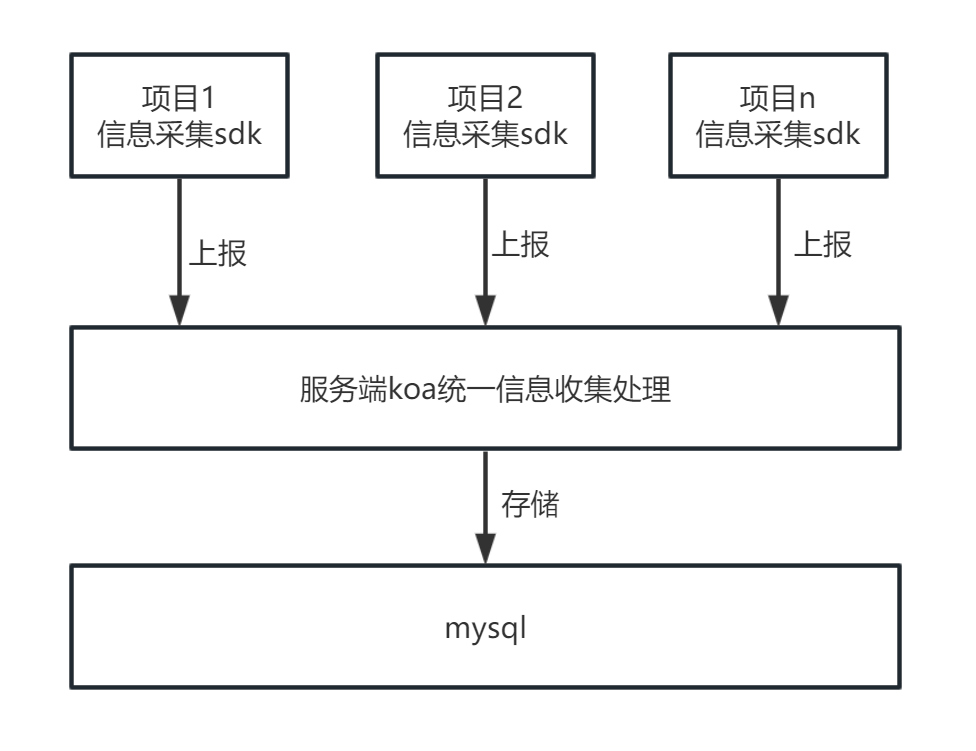 项目1
信息采集sdk
项目2
信息采集sdk
项目n
信息采集sdk
上报
上报
上报
服务端koa统一信息收集处理
存储
mysql